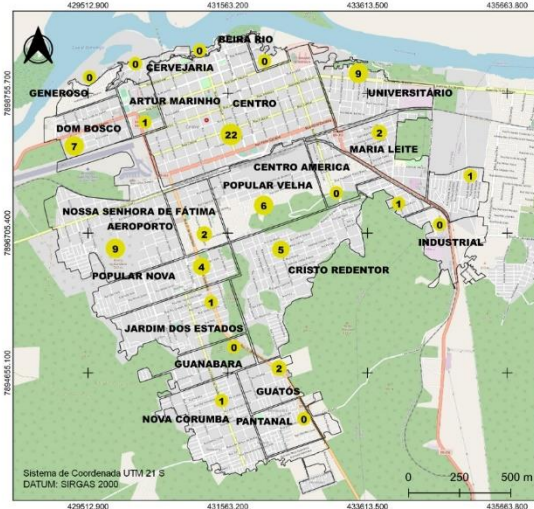 429512.900 431563.200 433613.500 435663.800
BEIRA RIO
0
0
0
CERVEJARIA
0
9
GENEROSO
UNIVERSITÁRIO
ARTUR MARINHO
CENTRO
7898755.700
DOM BOSCO
1
22
2
7
MARIA LEITE
CENTRO AMERICA
POPULAR VELHA
1
0
6
1
NOSSA SENHORA DE FÁTIMA
AEROPORTO
2
0
INDUSTRIAL
7896705.400
9
5
POPULAR NOVA
4
CRISTO REDENTOR
1
JARDIM DOS ESTADOS
0
GUANABARA
2
7894655.100
GUATÓS
1
NOVA CORUMBÁ
PANTANAL
0
Sistema de Coordenada UTM 21 S
DATUM: SIRGAS 2000
0 250 500 m
429512.900 431563.200 433613.500 435663.800